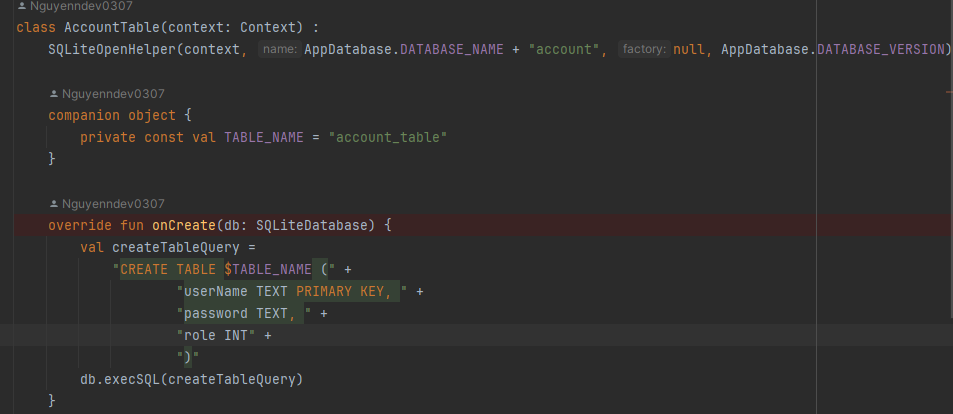 Nguyenndev0307
class AccountTable(context: Context) :
SQLiteOpenHelper(context, name: AppDatabase.DATABASE_NAME + "account", factory: null, AppDatabase.DATABASE_VERSION)
Nguyenndev0307
companion object {
private const val TABLE_NAME = "account_table"
}
Nguyenndev0307
override fun onCreate(db: SQLiteDatabase) {
val createTableQuery =
"CREATE TABLE $TABLE_NAME (" +
"userName TEXT PRIMARY KEY, " +
"password TEXT, " +
"role INT" +
")"
db.execSQL(createTableQuery)
}